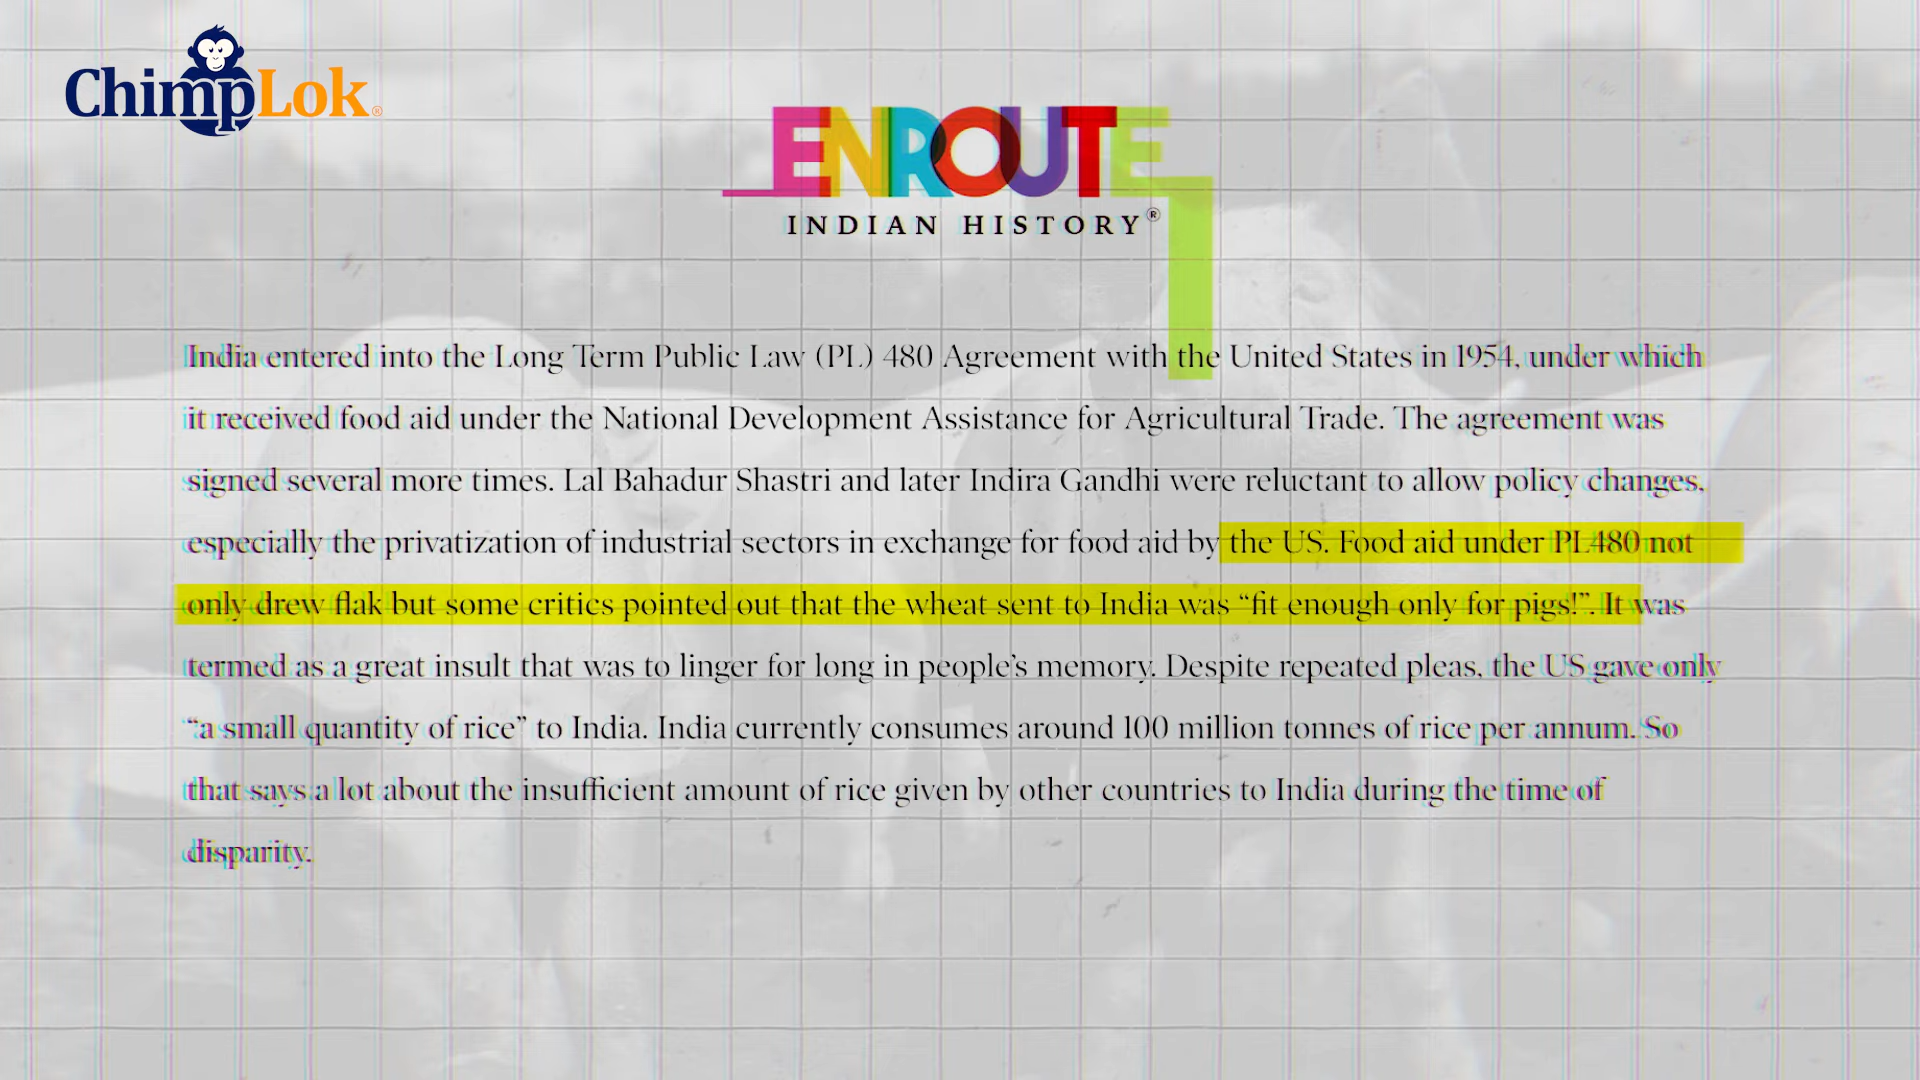 ChimpLok®
ENROUTE
INDIAN HISTORY®
India entered into the Long Term Public Law (PL) 480 Agreement with the United States in 1954, under which
it received food aid under the National Development Assistance for Agricultural Trade. The agreement was
signed several more times. Lal Bahadur Shastri and later Indira Gandhi were reluctant to allow policy changes,
especially the privatization of industrial sectors in exchange for food aid by the US. Food aid under PL480 not
only drew flak but some critics pointed out that the wheat sent to India was “fit enough only for pigs!”. It was
termed as a great insult that was to linger for long in people’s memory. Despite repeated pleas, the US gave only
“a small quantity of rice” to India. India currently consumes around 100 million tonnes of rice per annum. So
that says a lot about the insufficient amount of rice given by other countries to India during the time of
disparity.